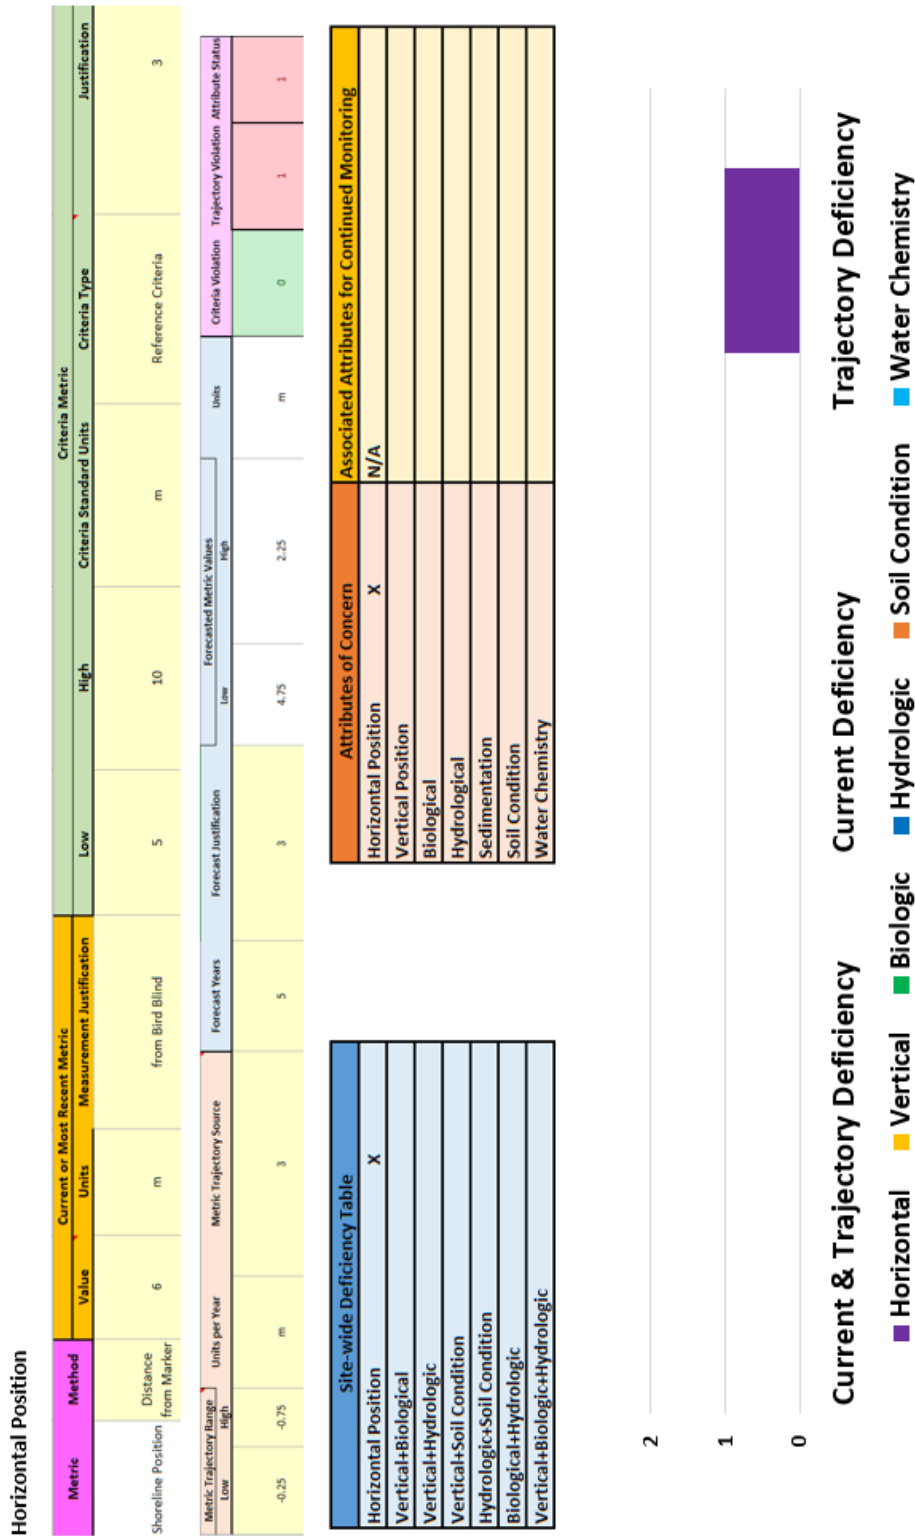 Horizontal Position
Metric Current or Most Recent Metric Criteria Metric
Method Value Units Measurement Justification Low High Criteria Standard Units Criteria Type Justification
Shoreline Position Distance from Marker 6 m from Bird Blind 5 10 m Reference Criteria 3
Metric Trajectory Range Units per Year Metric Trajectory Source Forecast Years Forecast Justification Forecasted Metric Values Units Criteria Violation Trajectory Violation Attribute Status
Low High Low High
-0.25 -0.75 m 3 5 3 4.75 2.25 m 0 1 1
Site-wide Deficiency Table
Horizontal Position X
Vertical+Biological
Vertical+Hydrologic
Vertical+Soil Condition
Hydrologic+Soil Condition
Biological+Hydrologic
Vertical+Biologic+Hydrologic
Attributes of Concern Associated Attributes for Continued Monitoring
Horizontal Position X N/A
Vertical Position
Biological
Hydrological
Sedimentation
Soil Condition
Water Chemistry
2
1
0
Current & Trajectory Deficiency Current Deficiency Trajectory Deficiency
Horizontal Vertical Biologic Hydrologic Soil Condition Water Chemistry